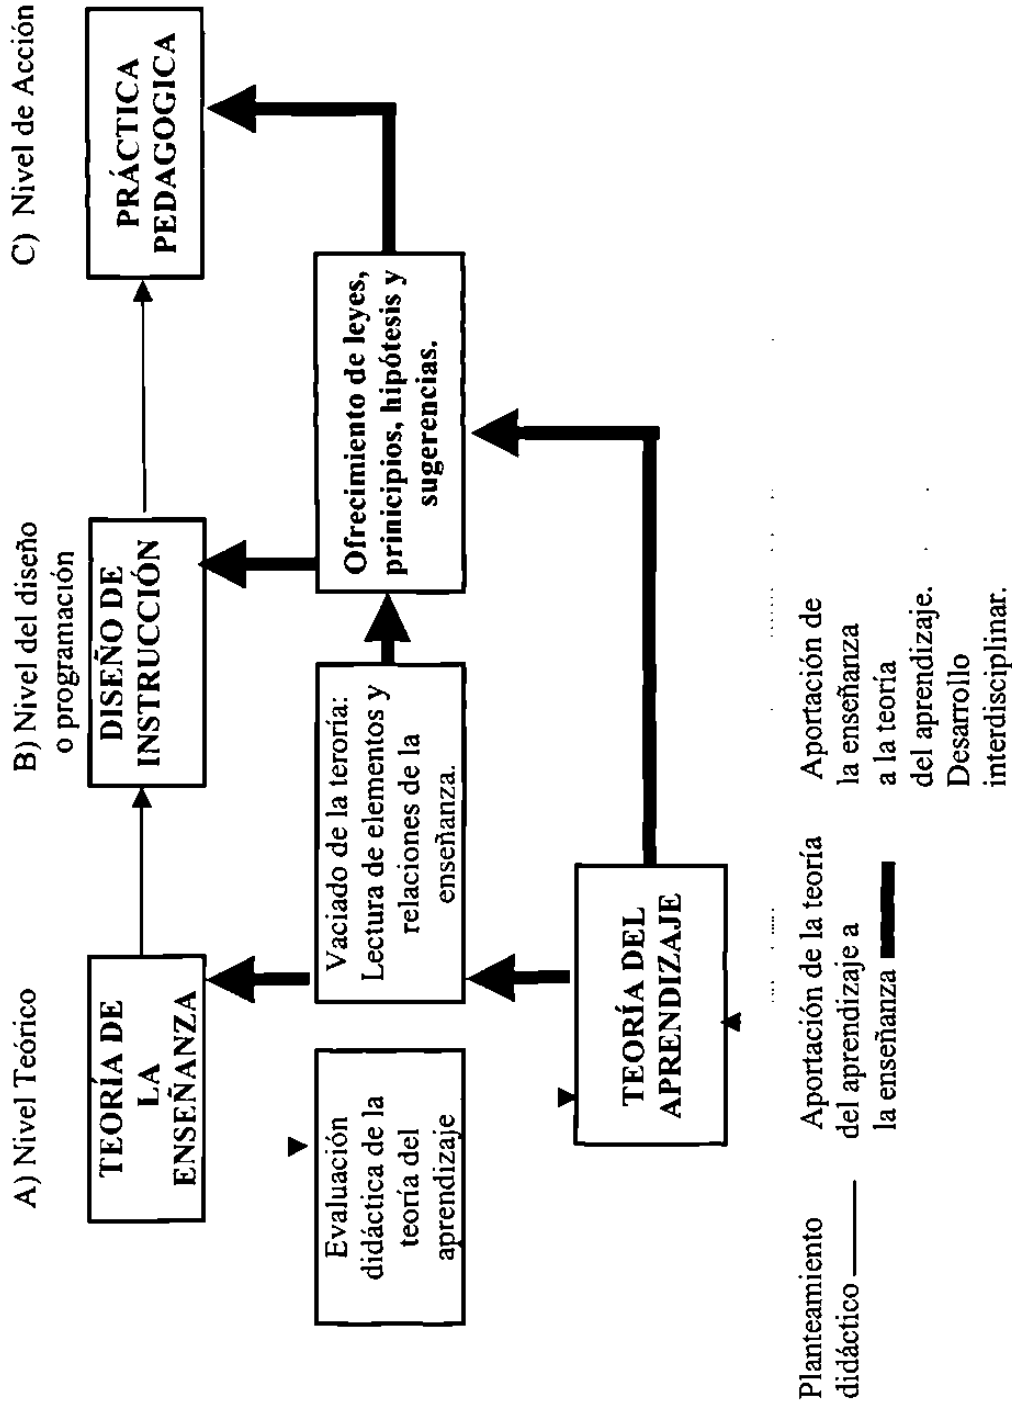 A) Nivel Teórico
B) Nivel del diseño
o programación
C) Nivel de Acción
TEORÍA DE
LA
ENSEÑANZA
DISEÑO DE
INSTRUCCIÓN
PRÁCTICA
PEDAGOGICA
Evaluación
didáctica de la
teoría del
aprendizaje
Vaciado de la teroría:
Lectura de elementos y
relaciones de la
enseñanza.
Ofrecimiento de leyes,
prinicipios, hipótesis y
sugerencias.
TEORÍA DEL
APRENDIZAJE
Planteamiento
didáctico
Aportación de la teoría
del aprendizaje a
la enseñanza
Aportación de
la enseñanza
a la teoría
del aprendizaje.
Desarrollo
interdisciplinar.